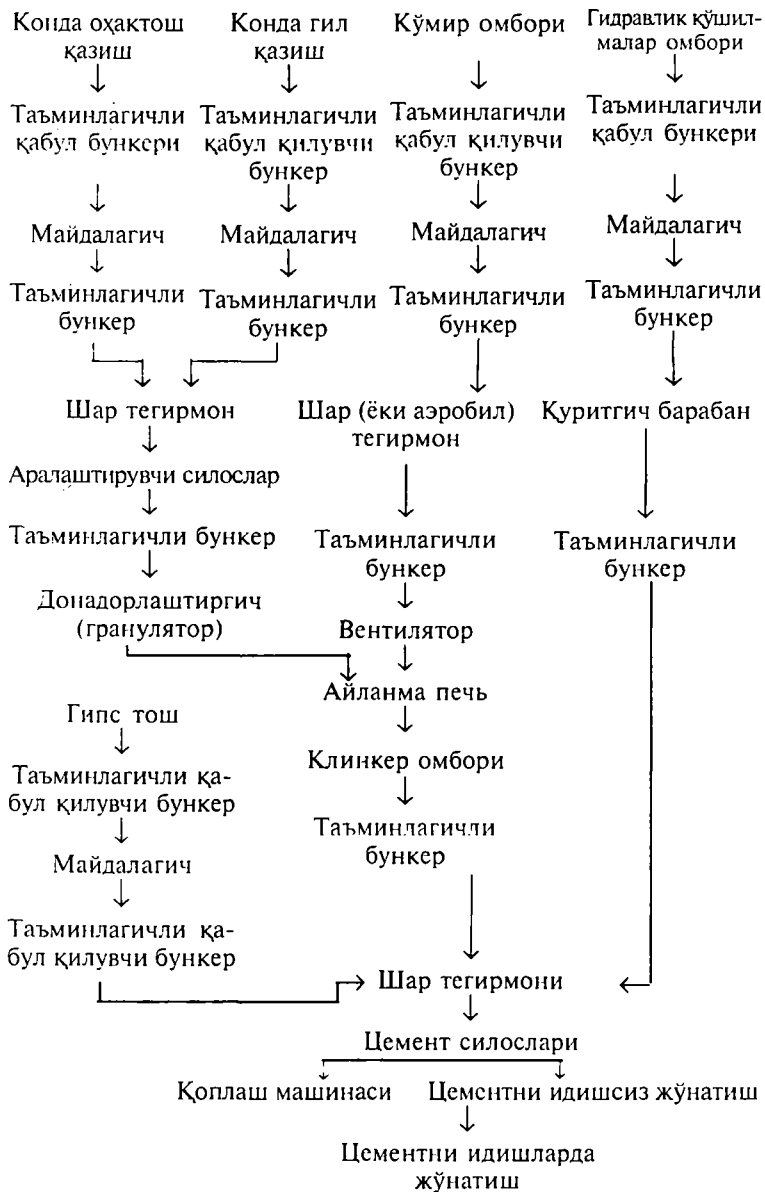 Конда оҳактош
қазиш
Конда гил
қазиш
Кўмир омбори
Гидравлик қўшил-
малар омбори
Таъминлагичли
қабул бункери
Таъминлагичли
қабул қилувчи
бункер
Таъминлагичли
қабул қилувчи
бункер
Таъминлагичли
қабул бункери
Майдалагич
Майдалагич
Майдалагич
Майдалагич
Таъминлагичли
бункер
Таъминлагичли
бункер
Таъминлагичли
бункер
Таъминлагичли
бункер
Шар тегирмон
Шар (ёки аэробил)
тегирмон
Қуритгич барабан
Аралаштирувчи силослар
Таъминлагичли бункер
Таъминлагичли
бункер
Таъминлагичли
бункер
Донадорлаштиргич
(гранулятор)
Вентилятор
Айланма печь
Гипс тош
Клинкер омбори
Таъминлагичли қа-
бул қилувчи бункер
Таъминлагичли
бункер
Майдалагич
Таъминлагичли қа-
бул қилувчи бункер
Шар тегирмони
Цемент силослари
Қоплаш машинаси
Цементни идишсиз жўнатиш
Цементни идишларда
жўнатиш